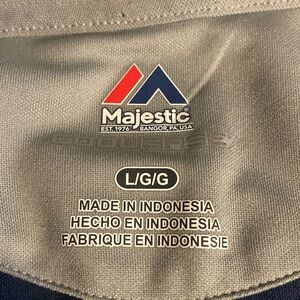 Majestic
EST. 1976 BANGOR, PA USA
L/G/G
MADE IN INDONESIA
HECHO EN INDONESIA
FABRIQUE EN INDONESIE